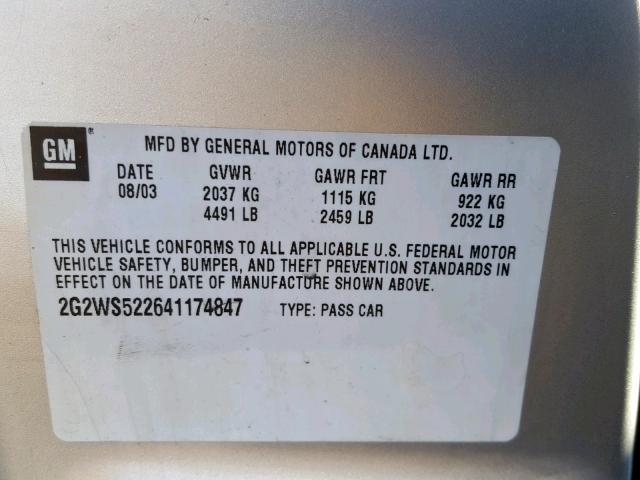 GM ®
MFD BY GENERAL MOTORS OF CANADA LTD.
DATE GVWR GAWR FRT GAWR RR
08/03 2037 KG 1115 KG 922 KG
4491 LB 2459 LB 2032 LB
THIS VEHICLE CONFORMS TO ALL APPLICABLE U.S. FEDERAL MOTOR
VEHICLE SAFETY, BUMPER, AND THEFT PREVENTION STANDARDS IN
EFFECT ON THE DATE OF MANUFACTURE SHOWN ABOVE.
2G2WS522641174847 TYPE: PASS CAR